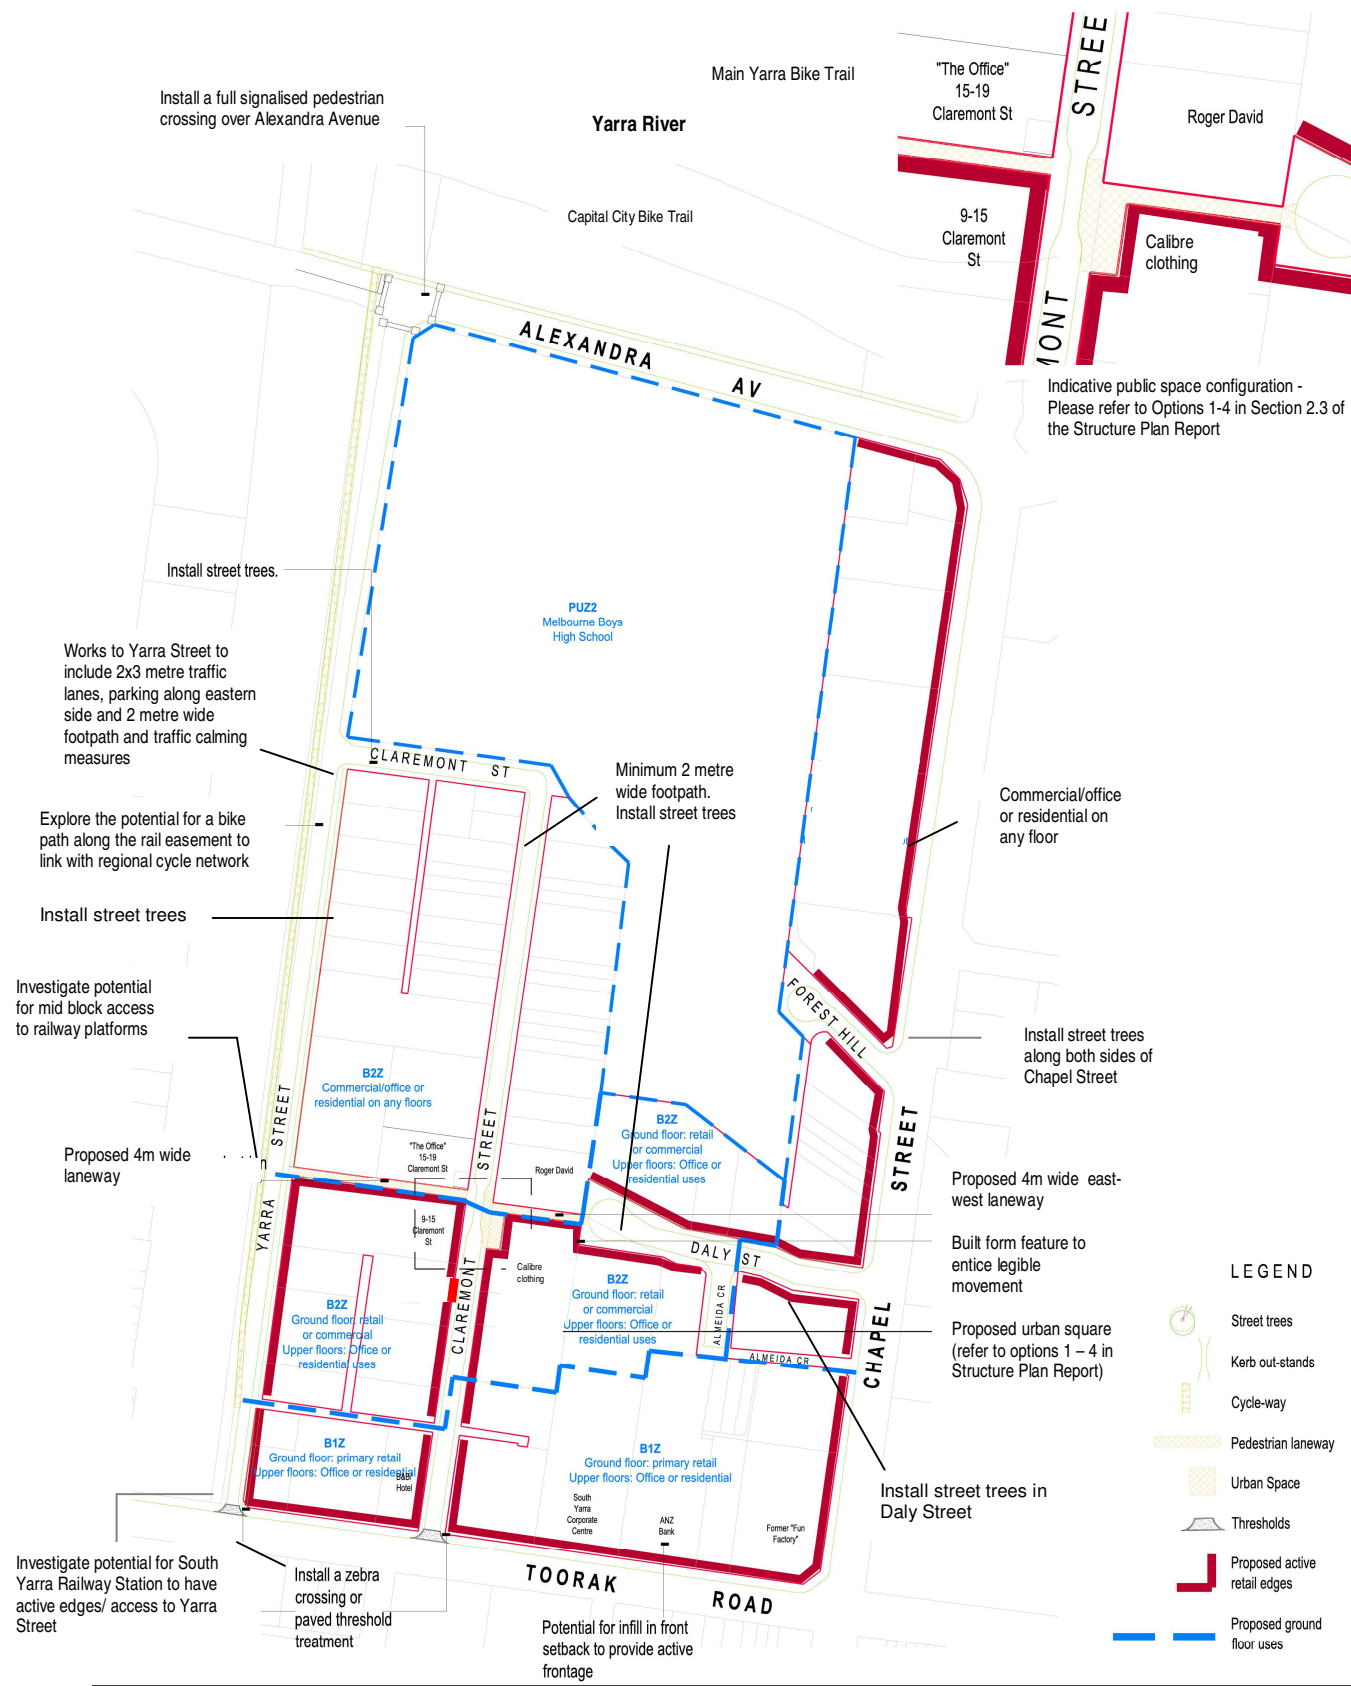 Main Yarra Bike Trail
"The Office"
15-19
Claremont St
STREE
Roger David
Install a full signalised pedestrian
crossing over Alexandra Avenue
Yarra River
Capital City Bike Trail
9-15
Claremont
St
Calibre
clothing
MONT
ALEXANDRA AV
Indicative public space configuration -
Please refer to Options 1-4 in Section 2.3 of
the Structure Plan Report
Install street trees.
PUZ2
Melbourne Boys
High School
Works to Yarra Street to
include 2x3 metre traffic
lanes, parking along eastern
side and 2 metre wide
footpath and traffic calming
measures
CLAREMONT ST
Minimum 2 metre
wide footpath.
Install street trees
Commercial/office
or residential on
any floor
Explore the potential for a bike
path along the rail easement to
link with regional cycle network
Install street trees
Investigate potential
for mid block access
to railway platforms
FOREST HILL
Install street trees
along both sides of
Chapel Street
B2Z
Commercial/office or
residential on any floors
STREET
STREET
STREET
B2Z
Ground floor: retail
or commercial
Upper floors: Office or
residential uses
Proposed 4m wide
laneway
"The Office"
15-19
Claremont St
Roger David
Proposed 4m wide east-
west laneway
YARRA
9-15
Claremont
St
Calibre
clothing
DALY ST
Built form feature to
entice legible
movement
CLAREMONT
B2Z
Ground floor: retail
or commercial
Upper floors: Office or
residential uses
B2Z
Ground floor: retail
or commercial
Upper floors: Office or
residential uses
ALMEIDA CR
ALMEIDA CR
CHAPEL
Proposed urban square
(refer to options 1 – 4 in
Structure Plan Report)
LEGEND
Street trees
Kerb out-stands
Cycle-way
Pedestrian laneway
Urban Space
Thresholds
Proposed active
retail edges
Proposed ground
floor uses
B1Z
Ground floor: primary retail
Upper floors: Office or residential
B&B/
Hotel
B1Z
Ground floor: primary retail
Upper floors: Office or residential
South
Yarra
Corporate
Centre
ANZ
Bank
Former "Fun
Factory"
Install street trees in
Daly Street
TOORAK ROAD
Investigate potential for South
Yarra Railway Station to have
active edges/ access to Yarra
Street
Install a zebra
crossing or
paved threshold
treatment
Potential for infill in front
setback to provide active
frontage